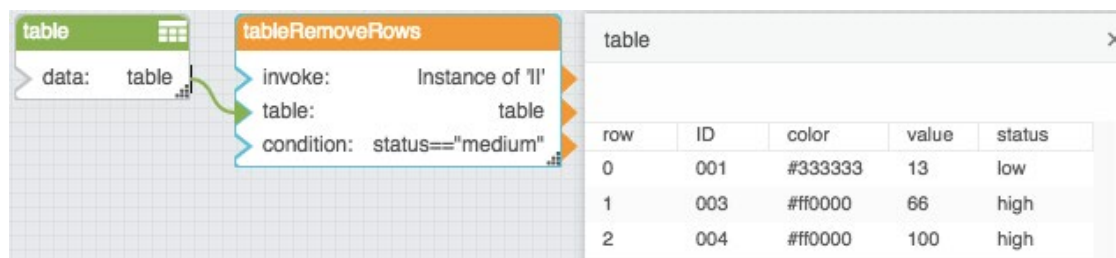 table
data: table
tableRemoveRows
invoke: Instance of 'II'
table: table
condition: status=="medium"
table
row ID color value status
0 001 #333333 13 low
1 003 #ff0000 66 high
2 004 #ff0000 100 high